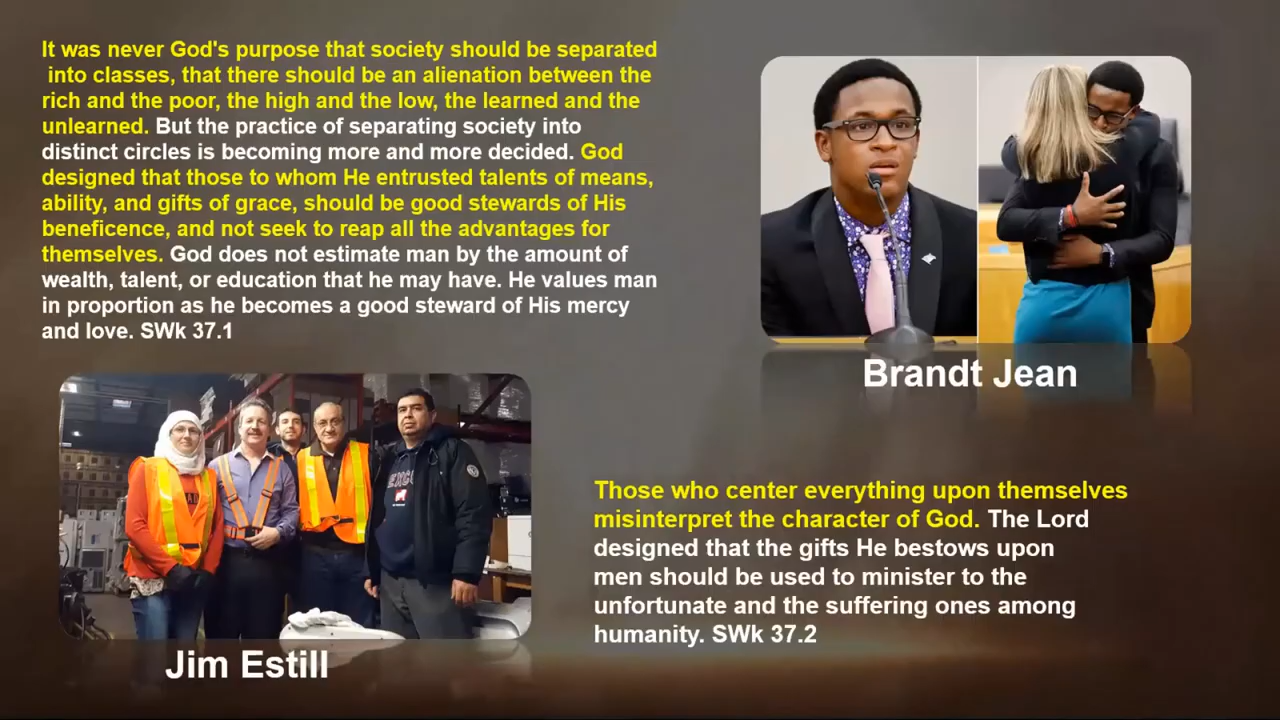 It was never God's purpose that society should be separated
into classes, that there should be an alienation between the
rich and the poor, the high and the low, the learned and the
unlearned. But the practice of separating society into
distinct circles is becoming more and more decided. God
designed that those to whom He entrusted talents of means,
ability, and gifts of grace, should be good stewards of His
beneficence, and not seek to reap all the advantages for
themselves. God does not estimate man by the amount of
wealth, talent, or education that he may have. He values man
in proportion as he becomes a good steward of His mercy
and love. SWk 37.1
Brandt Jean
Jim Estill
Those who center everything upon themselves
misinterpret the character of God. The Lord
designed that the gifts He bestows upon
men should be used to minister to the
unfortunate and the suffering ones among
humanity. SWk 37.2